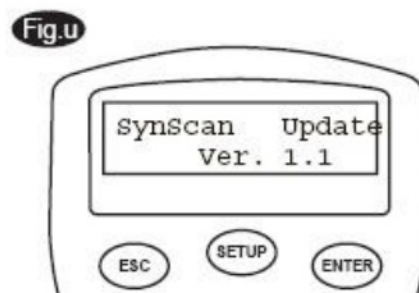 Fig.u
SynScan Update
Ver. 1.1
ESC SETUP ENTER